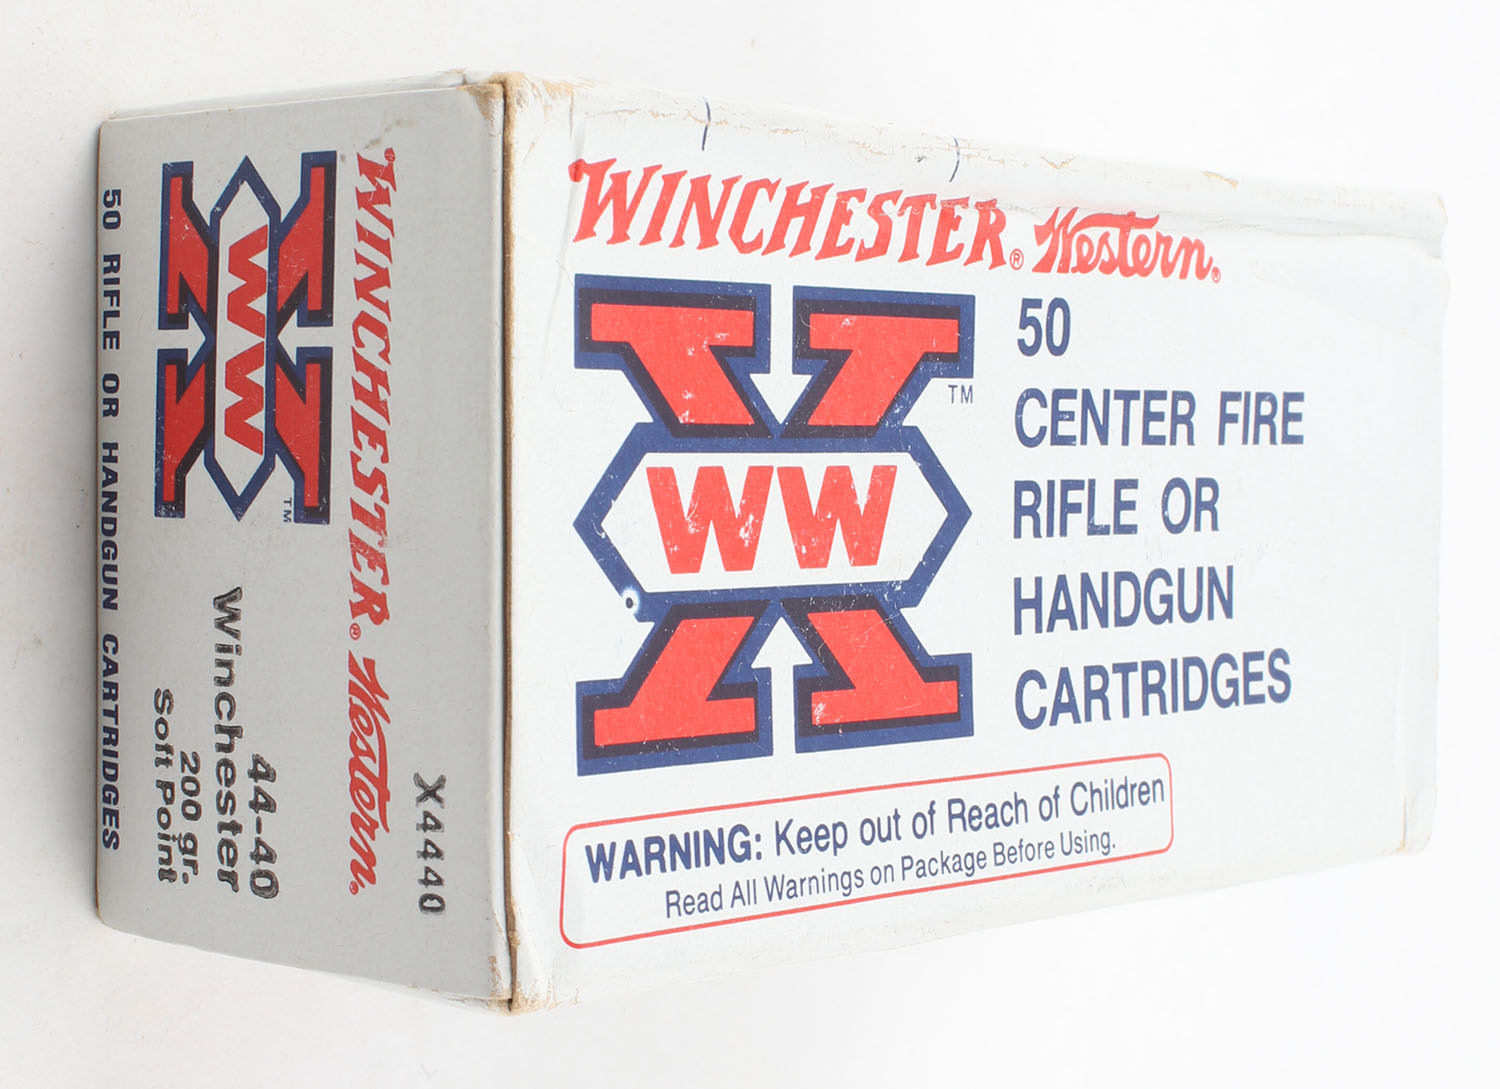 WINCHESTER® Western®
WW
TM
50
CENTER FIRE
RIFLE OR
HANDGUN
CARTRIDGES
WARNING: Keep out of Reach of Children
Read All Warnings on Package Before Using.
X4440
WINCHESTER® Western®
WW
TM
44-40
Winchester
200 gr.
Soft Point
50 RIFLE OR HANDGUN CARTRIDGES